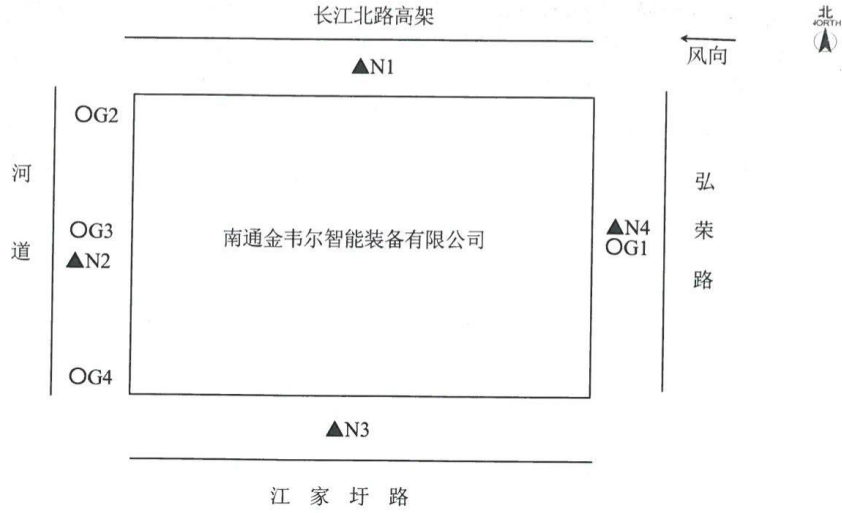 长江北路高架
北
NORTH
风向
▲N1
○G2
河道
○G3
▲N2
南通金韦尔智能装备有限公司
▲N4
○G1
弘荣路
○G4
▲N3
江家圩路